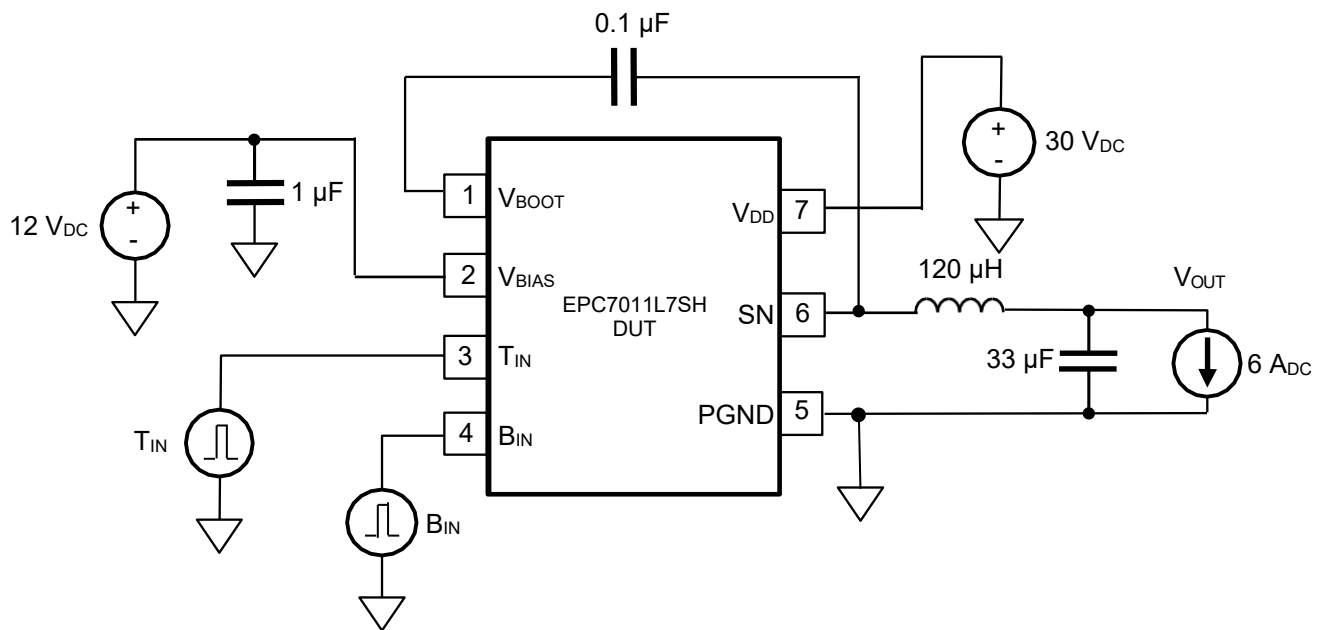 0.1 µF
12 VDC
1 µF
30 VDC
1
VBOOT
2
VBIAS
3
TIN
4
BIN
EPC7011L7SH
DUT
VDD
7
SN
6
PGND
5
120 µH
VOUT
33 µF
6 ADC
TIN
BIN
+
-
+
-